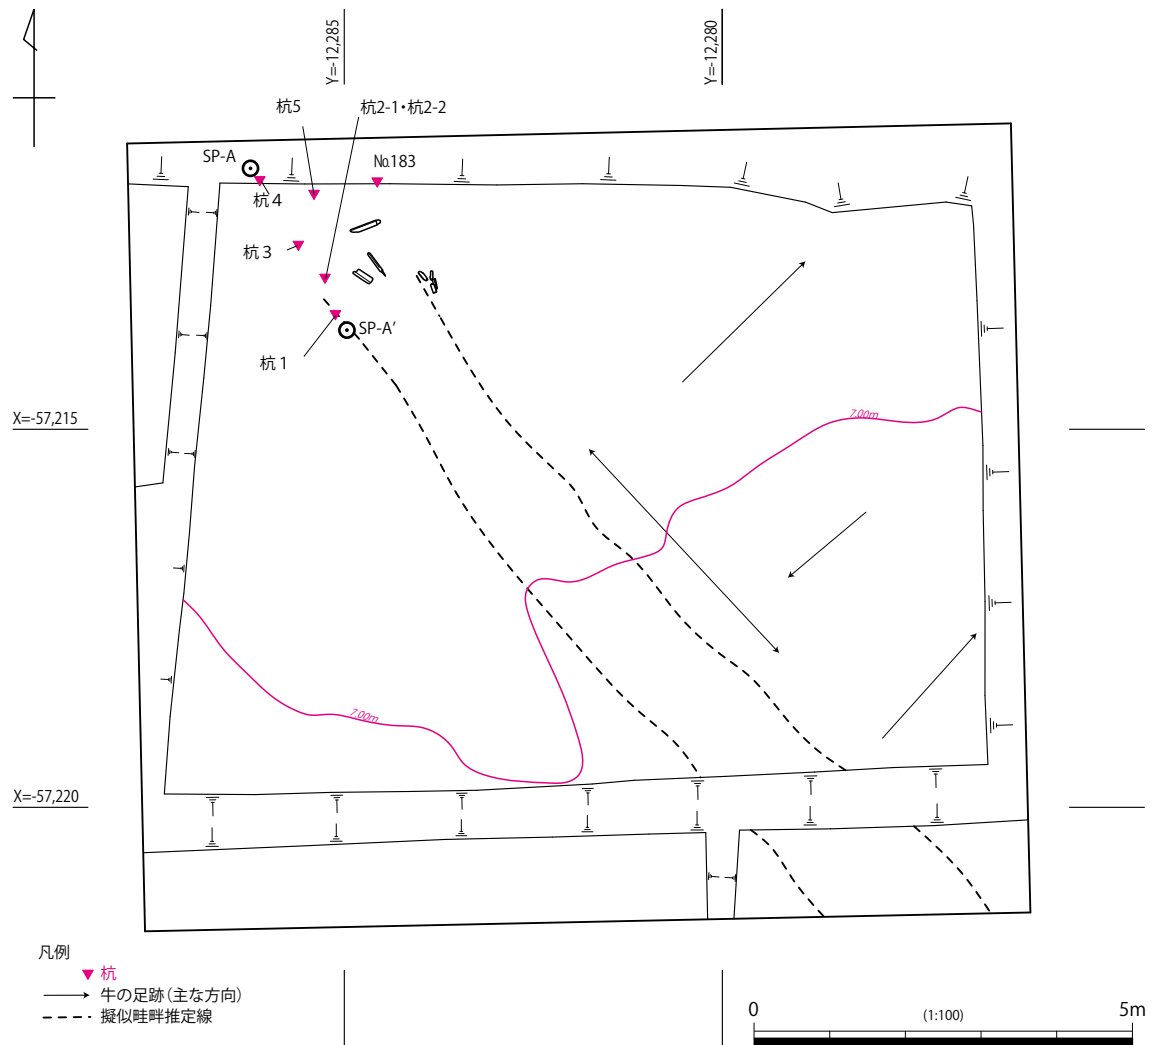 Y=-12,285
Y=-12,280
杭5
杭2-1・杭2-2
SP-A
№183
杭4
杭3
SP-A′
杭1
X=-57,215
7.00m
7.00m
X=-57,220
凡例
杭
牛の足跡(主な方向)
擬似畦畔推定線
0
(1:100)
5m